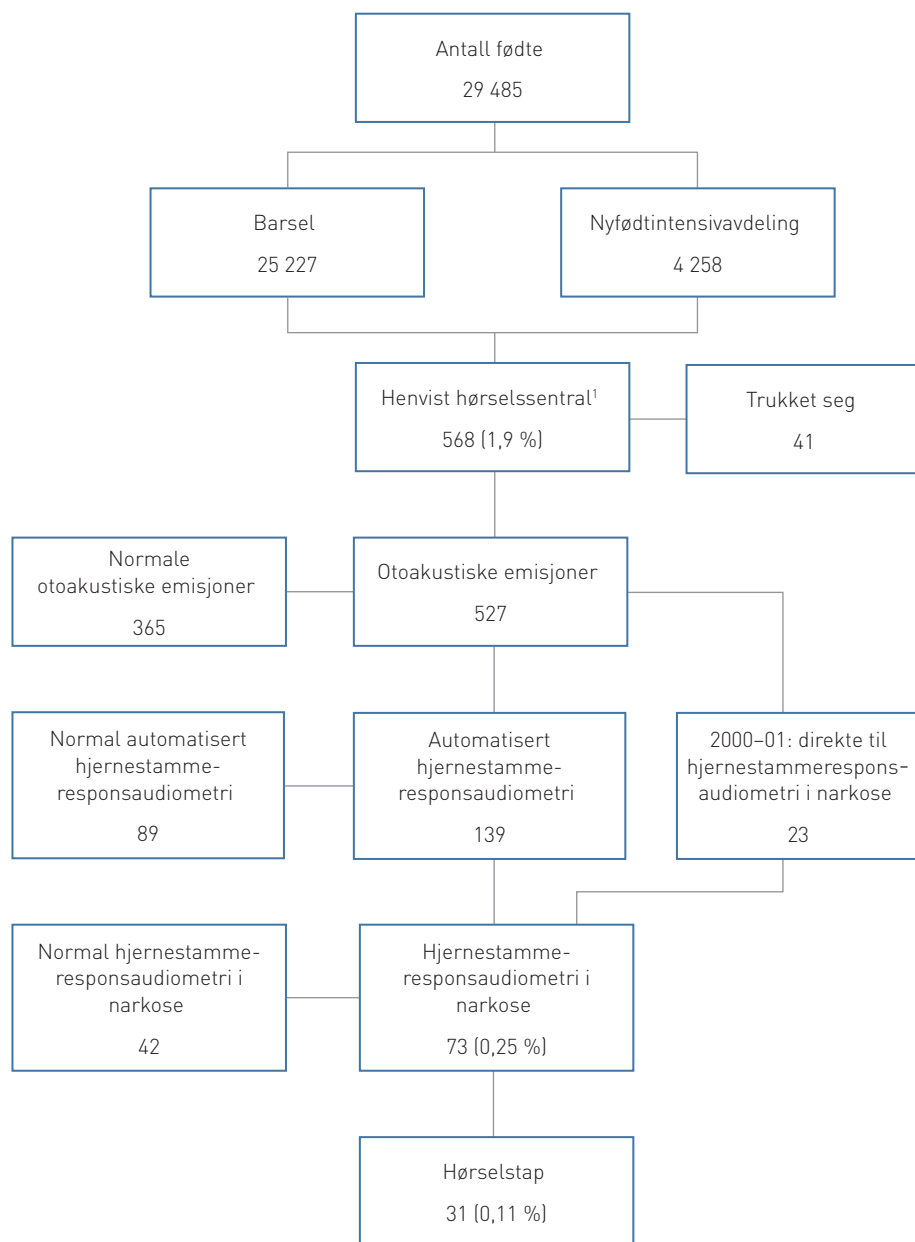 Antall fødte
29 485
Barsel
25 227
Nyfødtintensivavdeling
4 258
Henvist hørselssentral¹
568 (1,9 %)
Trukket seg
41
Normale
otoakustiske emisjoner
365
Otoakustiske emisjoner
527
Normal automatisert
hjernestamme-
responsaudiometri
89
Automatisert
hjernestamme-
responsaudiometri
139
2000–01: direkte til
hjernestammerespons-
audiometri i narkose
23
Normal hjernestamme-
responsaudiometri i
narkose
42
Hjernestamme-
responsaudiometri i
narkose
73 (0,25 %)
Hørselstap
31 (0,11 %)